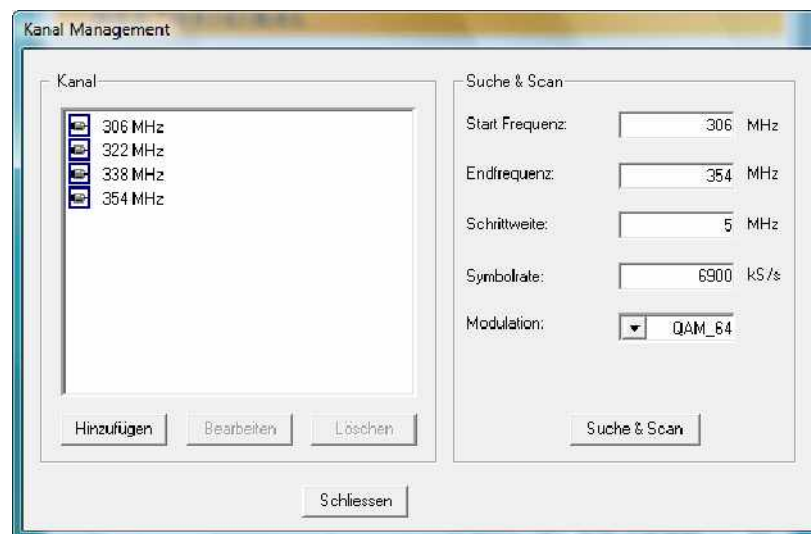 Kanal Management
Kanal
306 MHz
322 MHz
338 MHz
354 MHz
Hinzufügen
Bearbeiten
Löschen
Suche & Scan
Start Frequenz: 306 MHz
Endfrequenz: 354 MHz
Schrittweite: 5 MHz
Symbolrate: 6900 kS/s
Modulation: QAM_64
Suche & Scan
Schliessen